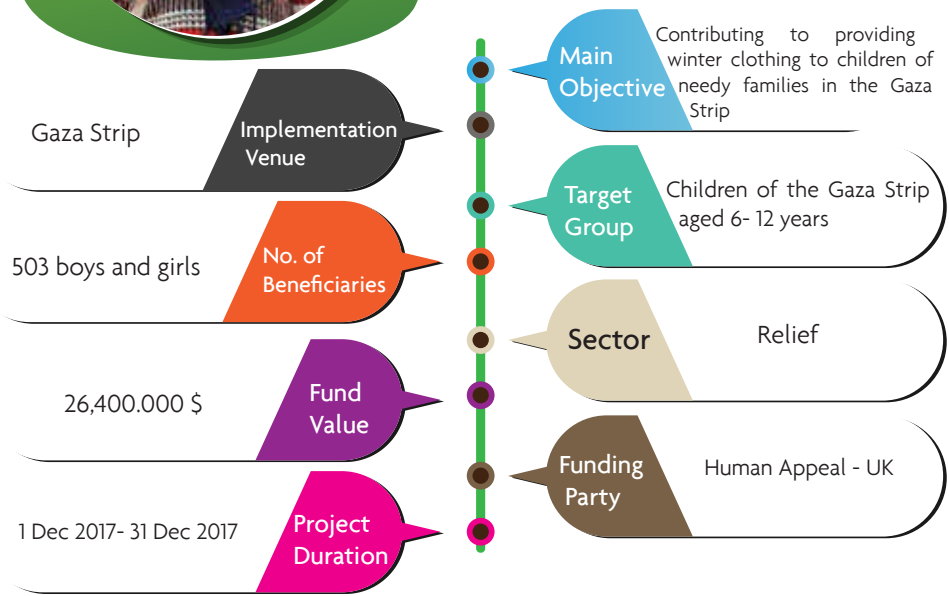 Main
Objective
Contributing to providing
winter clothing to children of
needy families in the Gaza
Strip
Gaza Strip
Implementation
Venue
Target
Group
Children of the Gaza Strip
aged 6- 12 years
503 boys and girls
No. of
Beneficiaries
Sector
Relief
26,400.000 $
Fund
Value
Funding
Party
Human Appeal - UK
1 Dec 2017- 31 Dec 2017
Project
Duration